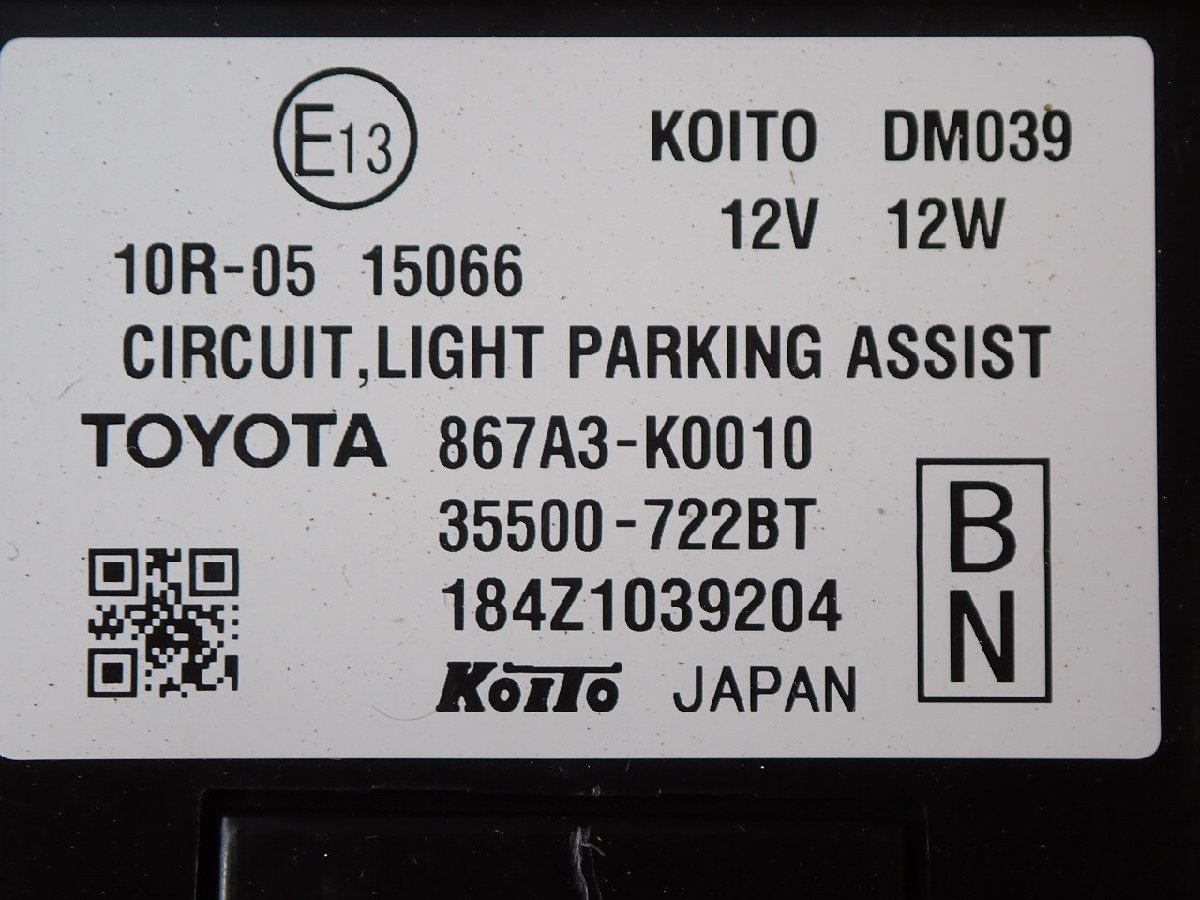 E13
KOITO DM039
12V 12W
10R-05 15066
CIRCUIT,LIGHT PARKING ASSIST
TOYOTA 867A3-K0010
35500-722BT
184Z1039204
KOITO JAPAN
B
N